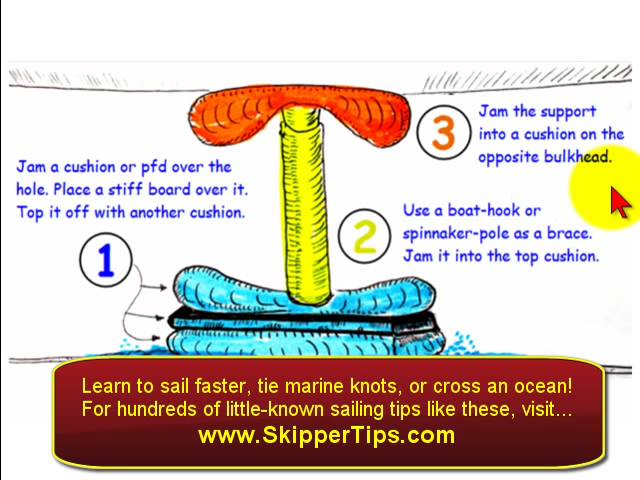 Jam a cushion or pfd over the
hole. Place a stiff board over it.
Top it off with another cushion.
1
Use a boat-hook or
spinnaker-pole as a brace.
Jam it into the top cushion.
2
Jam the support
into a cushion on the
opposite bulkhead.
3
Learn to sail faster, tie marine knots, or cross an ocean!
For hundreds of little-known sailing tips like these, visit...
www.SkipperTips.com